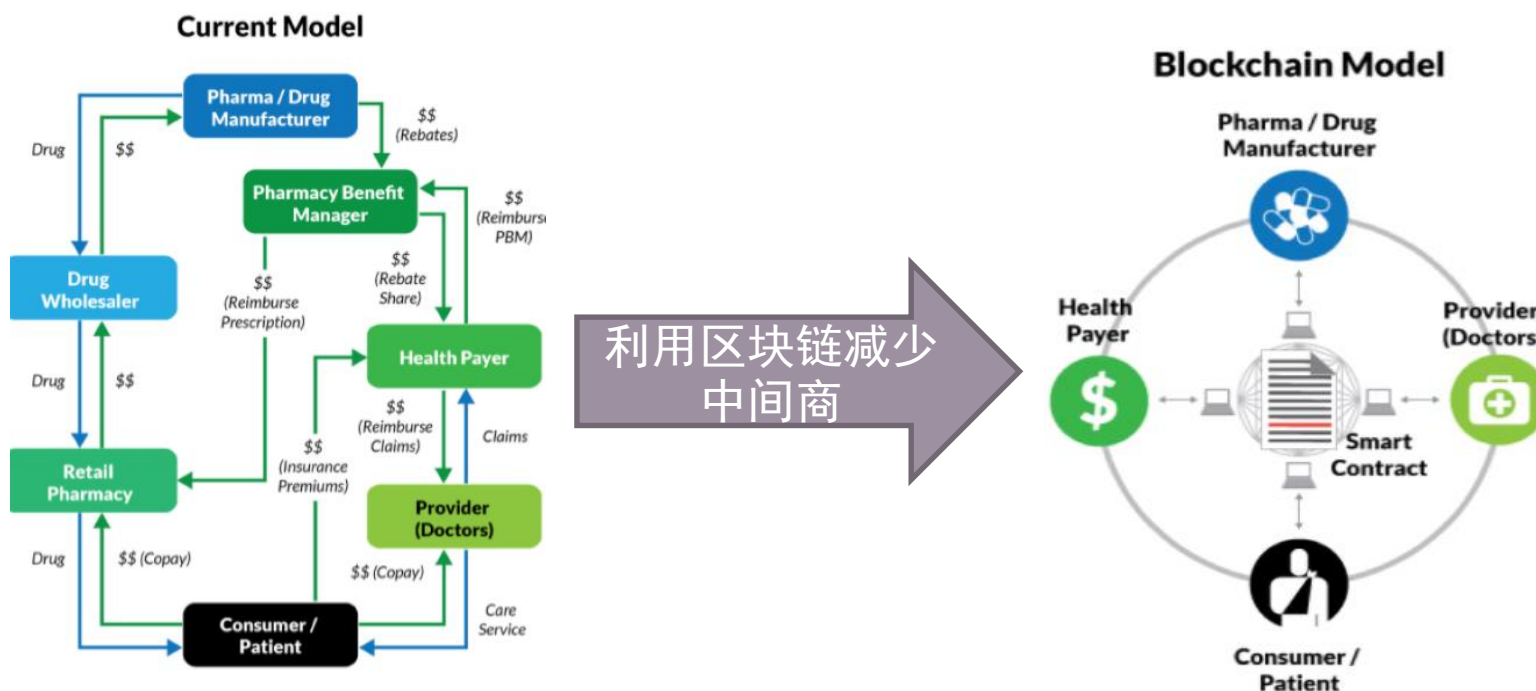 Current Model
Pharma / Drug
Manufacturer
$$
(Rebates)
Drug
$$
Pharmacy Benefit
Manager
$$
(Reimburse
PBM)
$$
(Rebate
Share)
Drug
Wholesaler
$$
(Reimburse
Prescription)
Health Payer
Drug
$$
$$
(Reimburse
Claims)
Claims
$$
(Insurance
Premiums)
Retail
Pharmacy
Provider
(Doctors)
Drug
$$ (Copay)
$$ (Copay)
Care
Service
Consumer /
Patient
利用区块链减少
中间商
Blockchain Model
Pharma / Drug
Manufacturer
Health
Payer
$
Provider
(Doctors
Smart
Contract
Consumer /
Patient